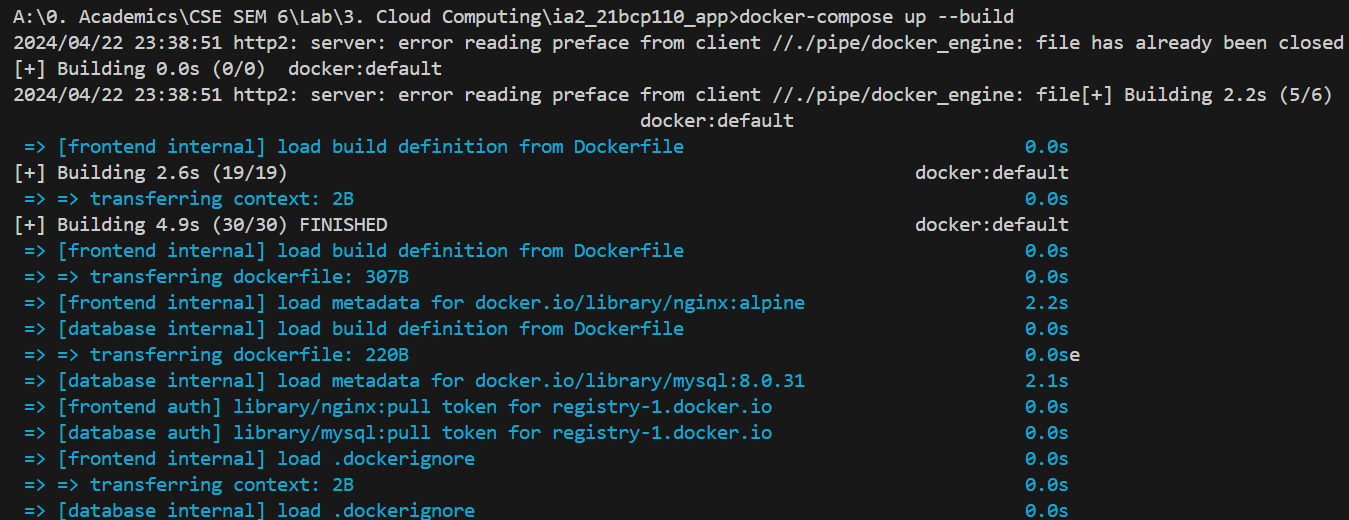 A:\0. Academics\CSE SEM 6\Lab\3. Cloud Computing\ia2_21bcp110_app>docker-compose up --build
2024/04/22 23:38:51 http2: server: error reading preface from client //./pipe/docker_engine: file has already been closed
[+] Building 0.0s (0/0)  docker:default
2024/04/22 23:38:51 http2: server: error reading preface from client //./pipe/docker_engine: file[+] Building 2.2s (5/6)
docker:default
=> [frontend internal] load build definition from Dockerfile 0.0s
[+] Building 2.6s (19/19) docker:default
=> => transferring context: 2B 0.0s
[+] Building 4.9s (30/30) FINISHED docker:default
=> [frontend internal] load build definition from Dockerfile 0.0s
=> => transferring dockerfile: 307B 0.0s
=> [frontend internal] load metadata for docker.io/library/nginx:alpine 2.2s
=> [database internal] load build definition from Dockerfile 0.0s
=> => transferring dockerfile: 220B 0.0se
=> [database internal] load metadata for docker.io/library/mysql:8.0.31 2.1s
=> [frontend auth] library/nginx:pull token for registry-1.docker.io 0.0s
=> [database auth] library/mysql:pull token for registry-1.docker.io 0.0s
=> [frontend internal] load .dockerignore 0.0s
=> => transferring context: 2B 0.0s
=> [database internal] load .dockerignore 0.0s